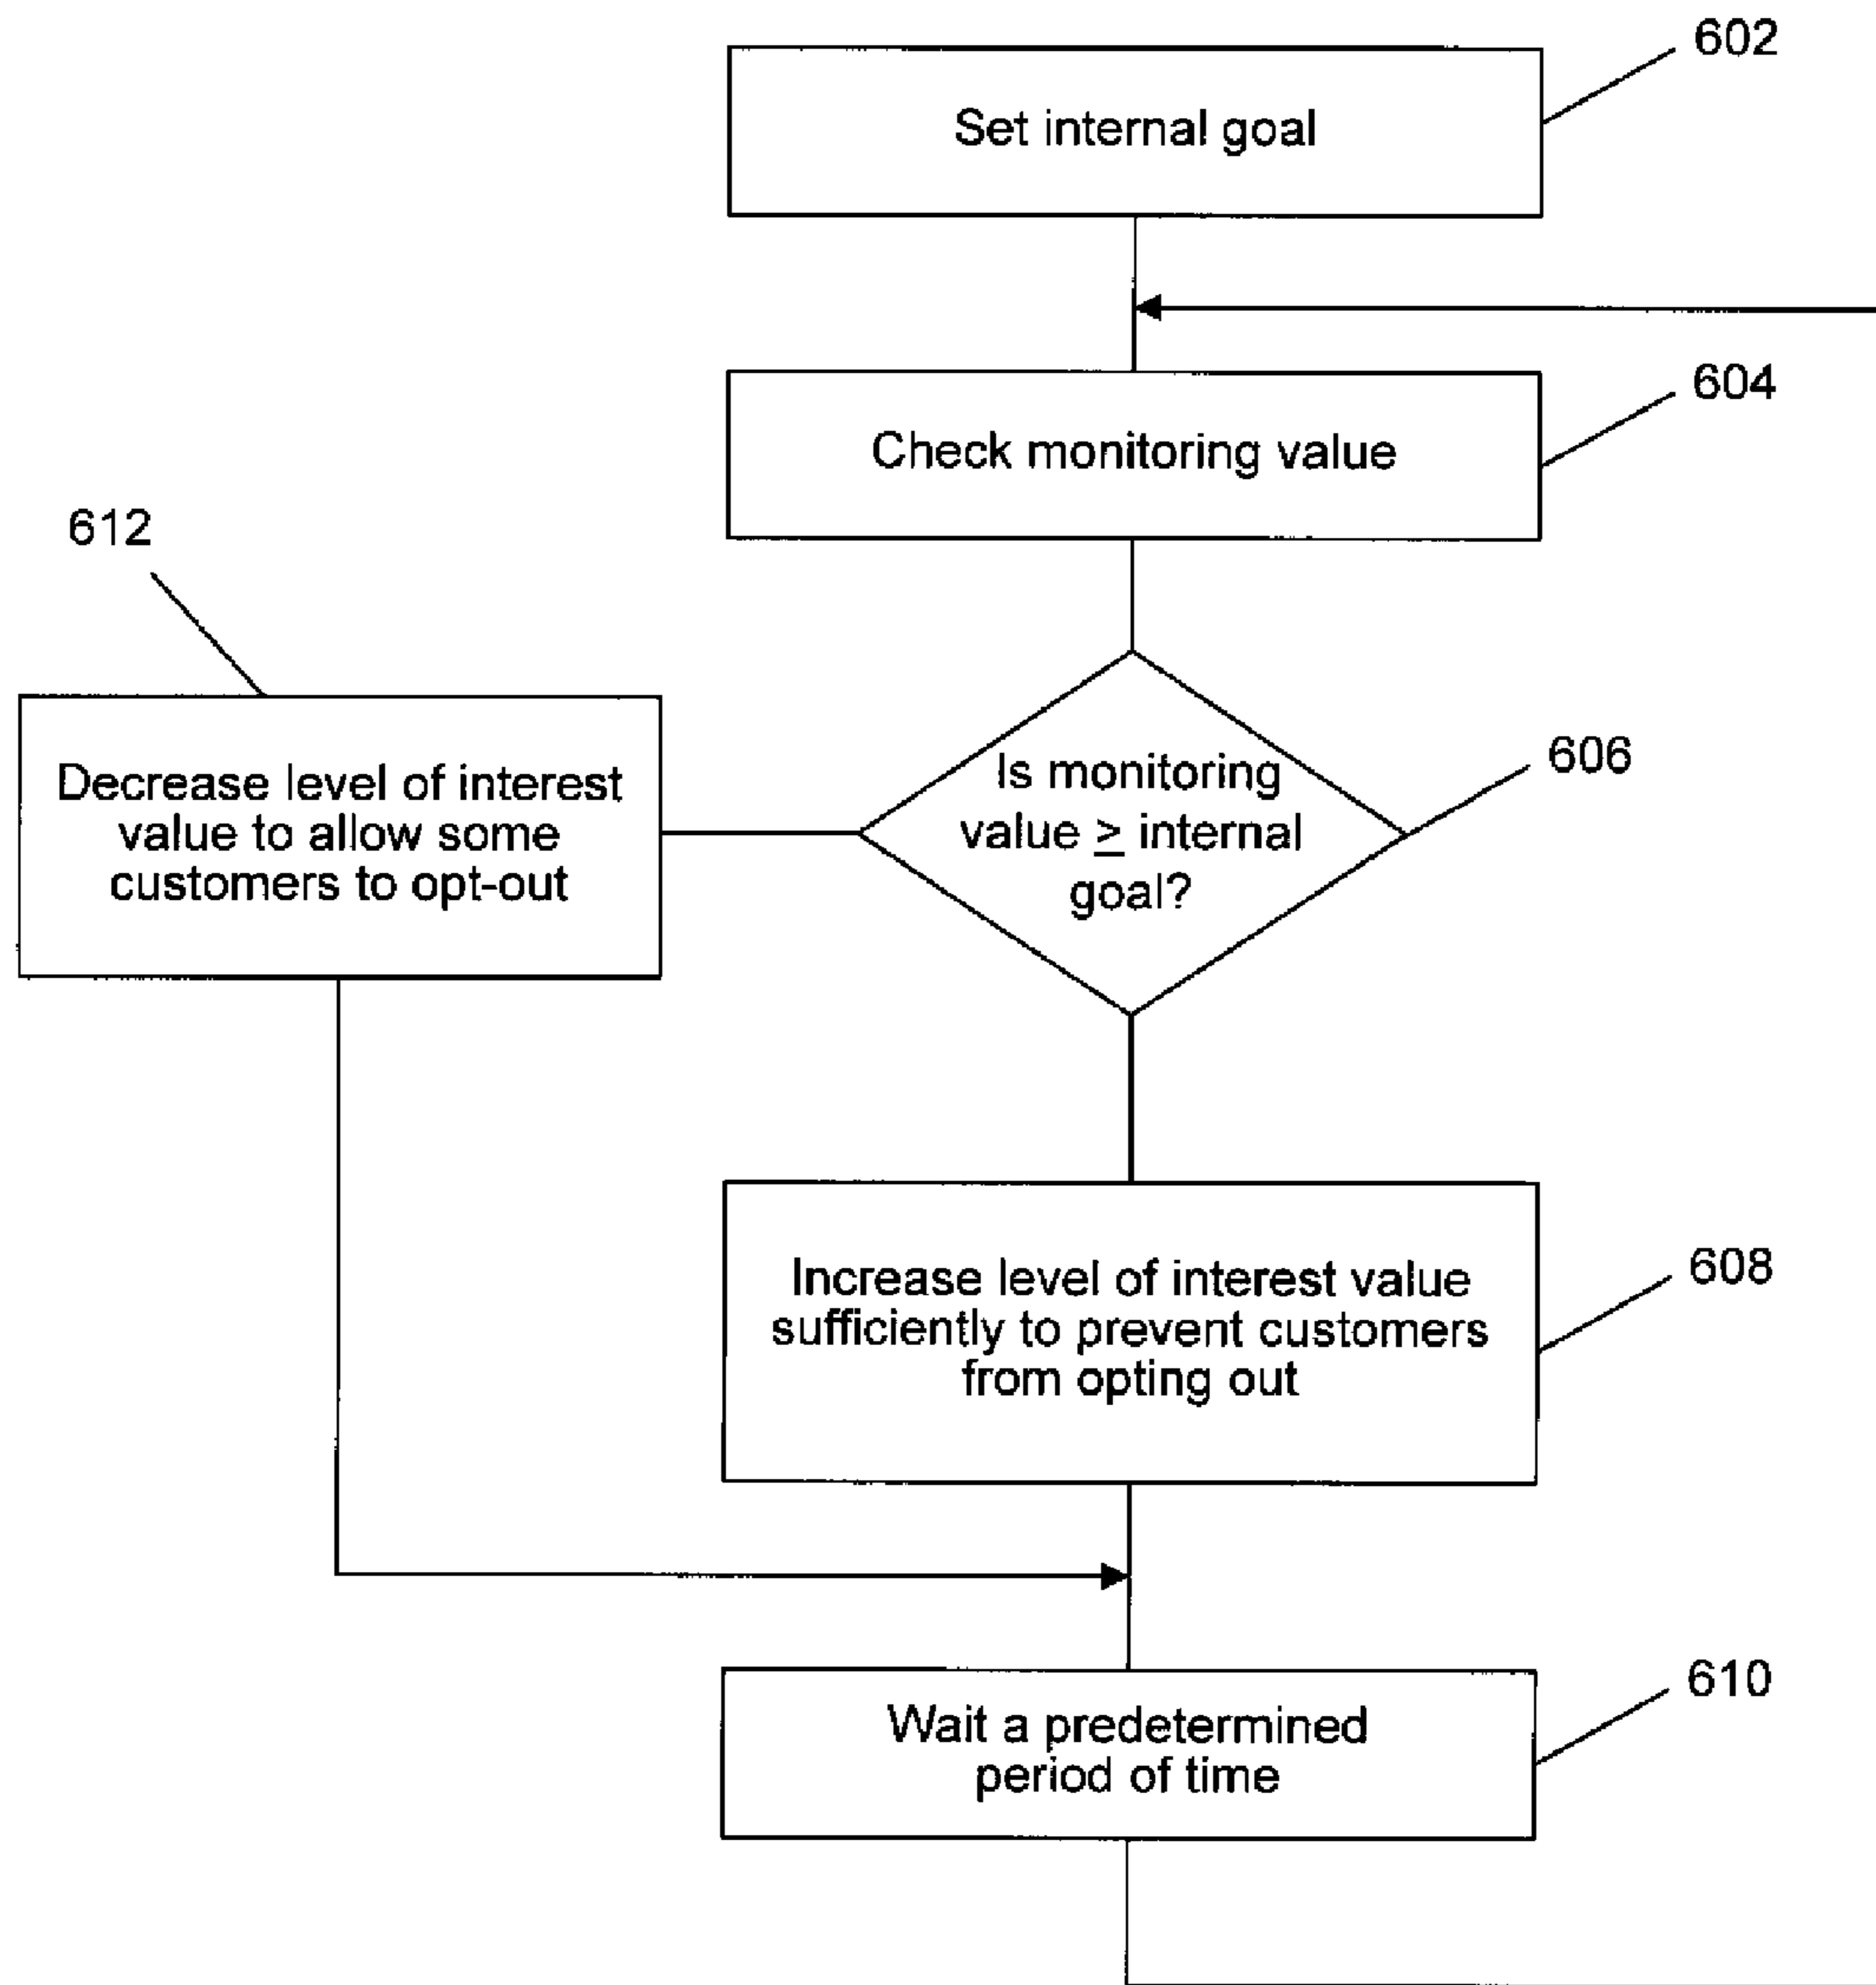 602
Set internal goal
604
Check monitoring value
612
606
Is monitoring
value ≥ internal
goal?
Decrease level of interest
value to allow some
customers to opt-out
608
Increase level of interest value
sufficiently to prevent customers
from opting out
610
Wait a predetermined
period of time